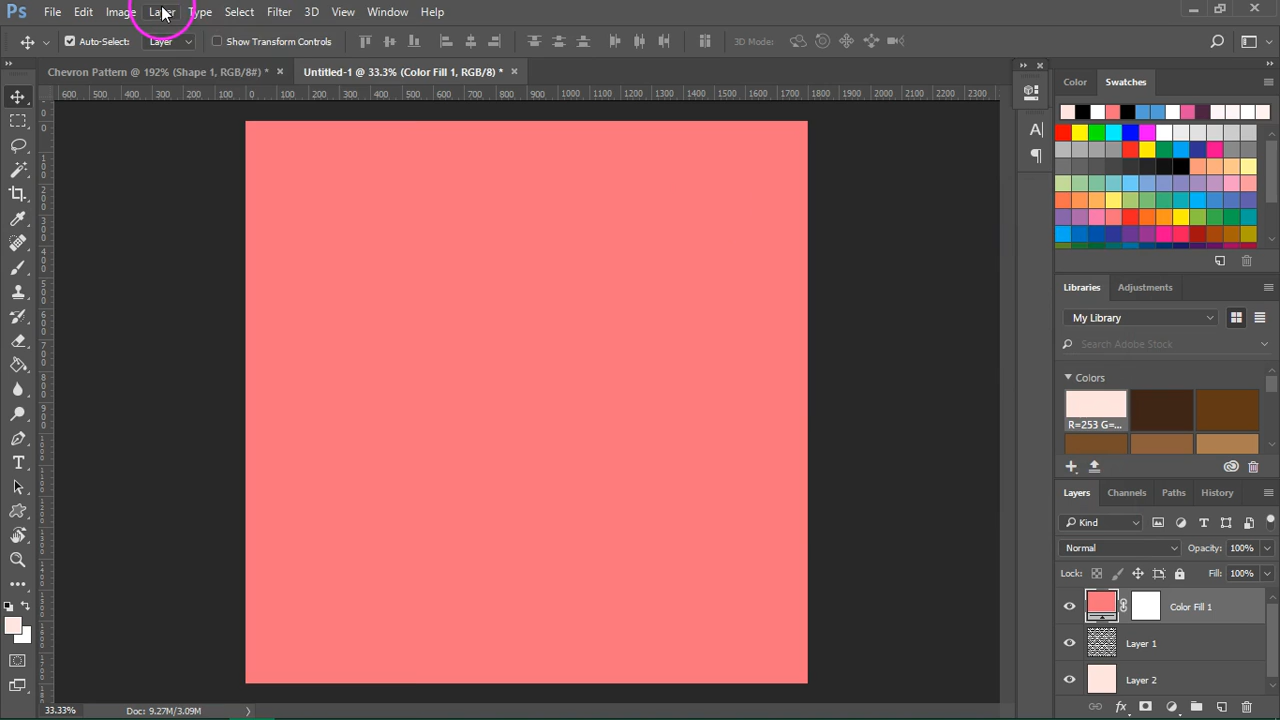 Ps File Edit Image Layer Type Select Filter 3D View Window Help
Auto-Select: Layer Show Transform Controls 3D Mode:
Chevron Pattern @ 192% (Shape 1, RGB/8#) * × Untitled-1 @ 33.3% (Color Fill 1, RGB/8) * ×
600 500 400 300 200 100 0 100 200 300 400 500 600 700 800 900 1000 1100 1200 1300 1400 1500 1600 1700 1800 1900 2000 2100 2200 2300
Color Swatches
Libraries Adjustments
My Library
Search Adobe Stock
Colors
R=253 G=...
Layers Channels Paths History
Kind
Normal Opacity: 100%
Lock: Fill: 100%
Color Fill 1
Layer 1
Layer 2
33.33% Doc: 9.27M/3.09M